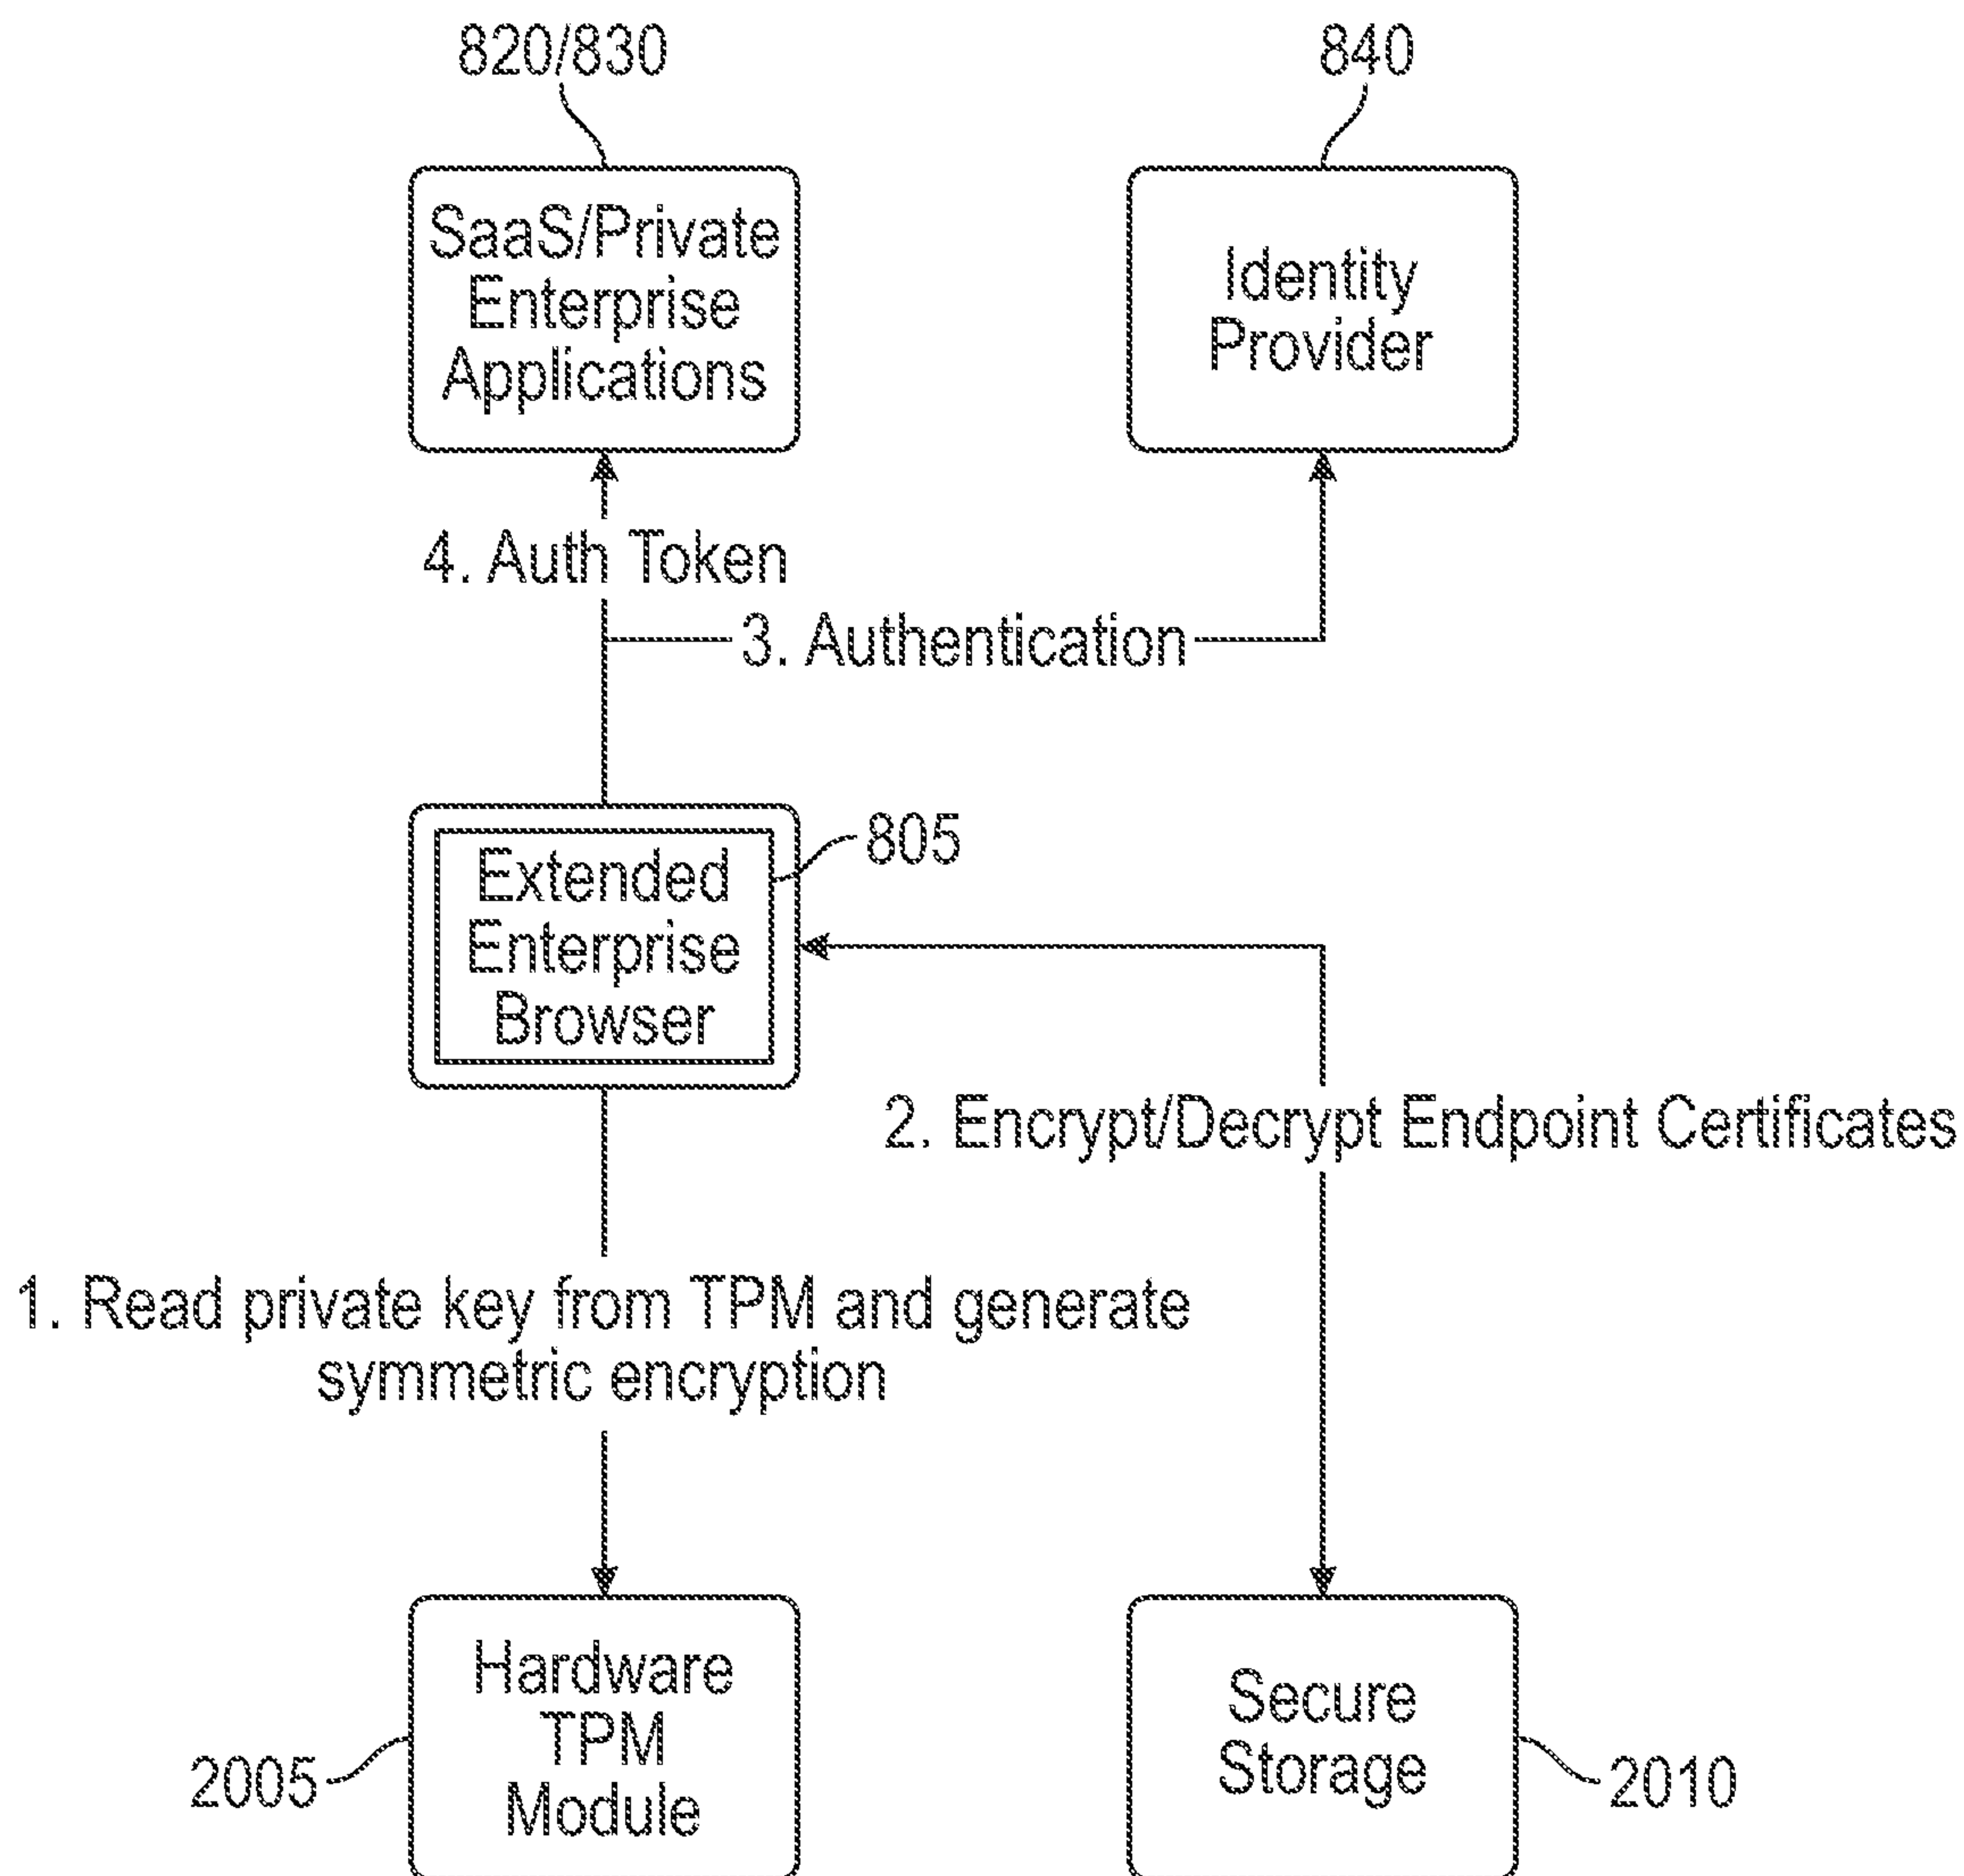 820/830
840
SaaS/Private
Enterprise
Applications
Identity
Provider
4. Auth Token
3. Authentication
Extended
Enterprise
Browser
805
2. Encrypt/Decrypt Endpoint Certificates
1. Read private key from TPM and generate
symmetric encryption
Hardware
TPM
Module
2005
Secure
Storage
2010